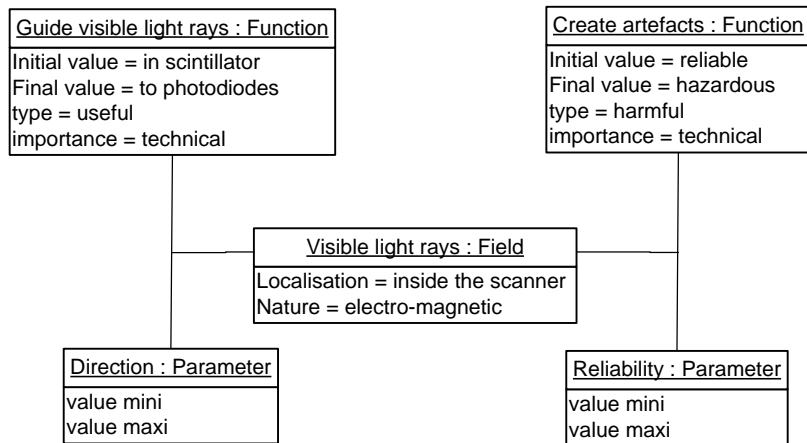 Guide visible light rays : Function
Initial value = in scintillator
Final value = to photodiodes
type = useful
importance = technical
Create artefacts : Function
Initial value = reliable
Final value = hazardous
type = harmful
importance = technical
Visible light rays : Field
Localisation = inside the scanner
Nature = electro-magnetic
Direction : Parameter
value mini
value maxi
Reliability : Parameter
value mini
value maxi